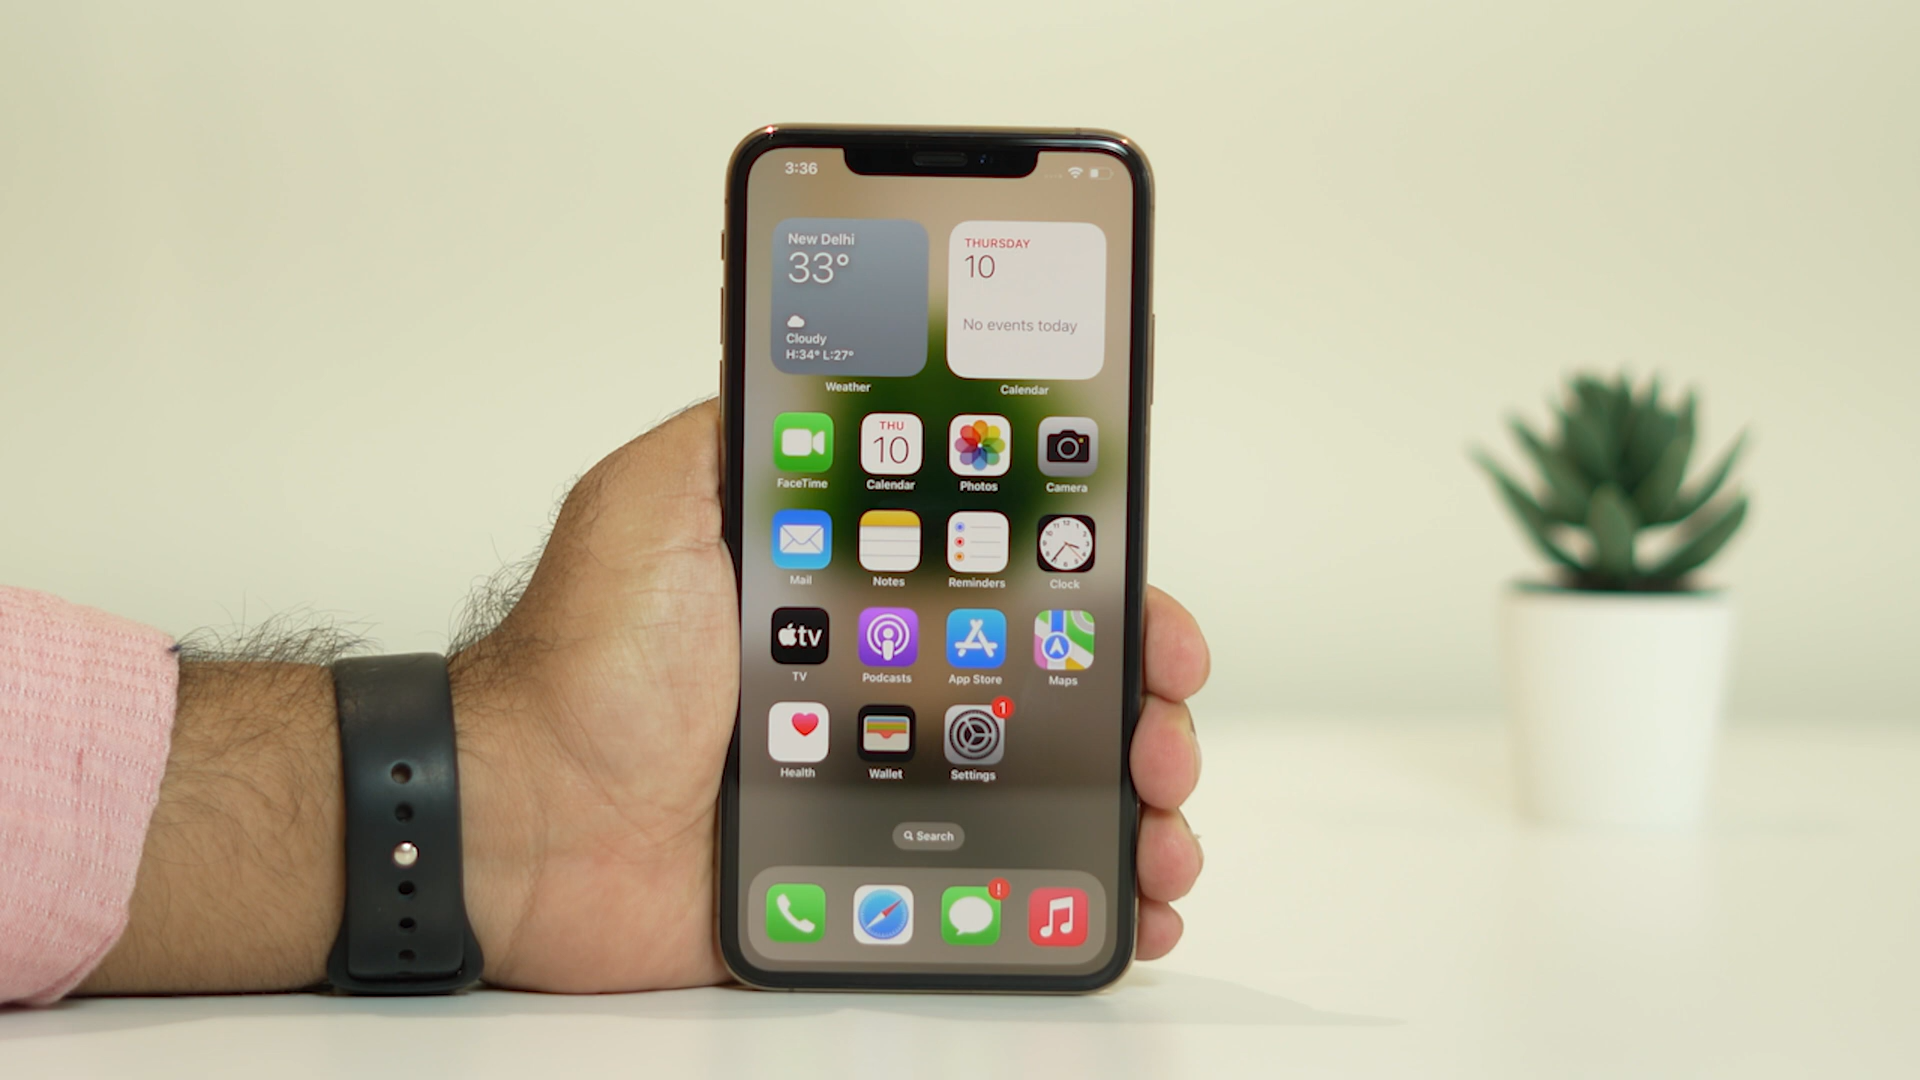 3:36
New Delhi
33°
Cloudy
H:34° L:27°
Weather
THURSDAY
10
No events today
Calendar
FaceTime
THU
10
Calendar
Photos
Camera
Mail
Notes
Reminders
Clock
tv
TV
Podcasts
App Store
Maps
Health
Wallet
1
Settings
Search
!